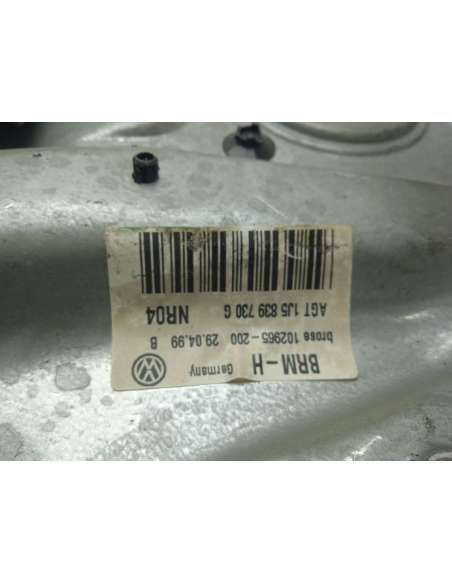 BRM-H Germany
brose 102965-200 29.04.99 B
AGT 1J5 839 730 G NR04